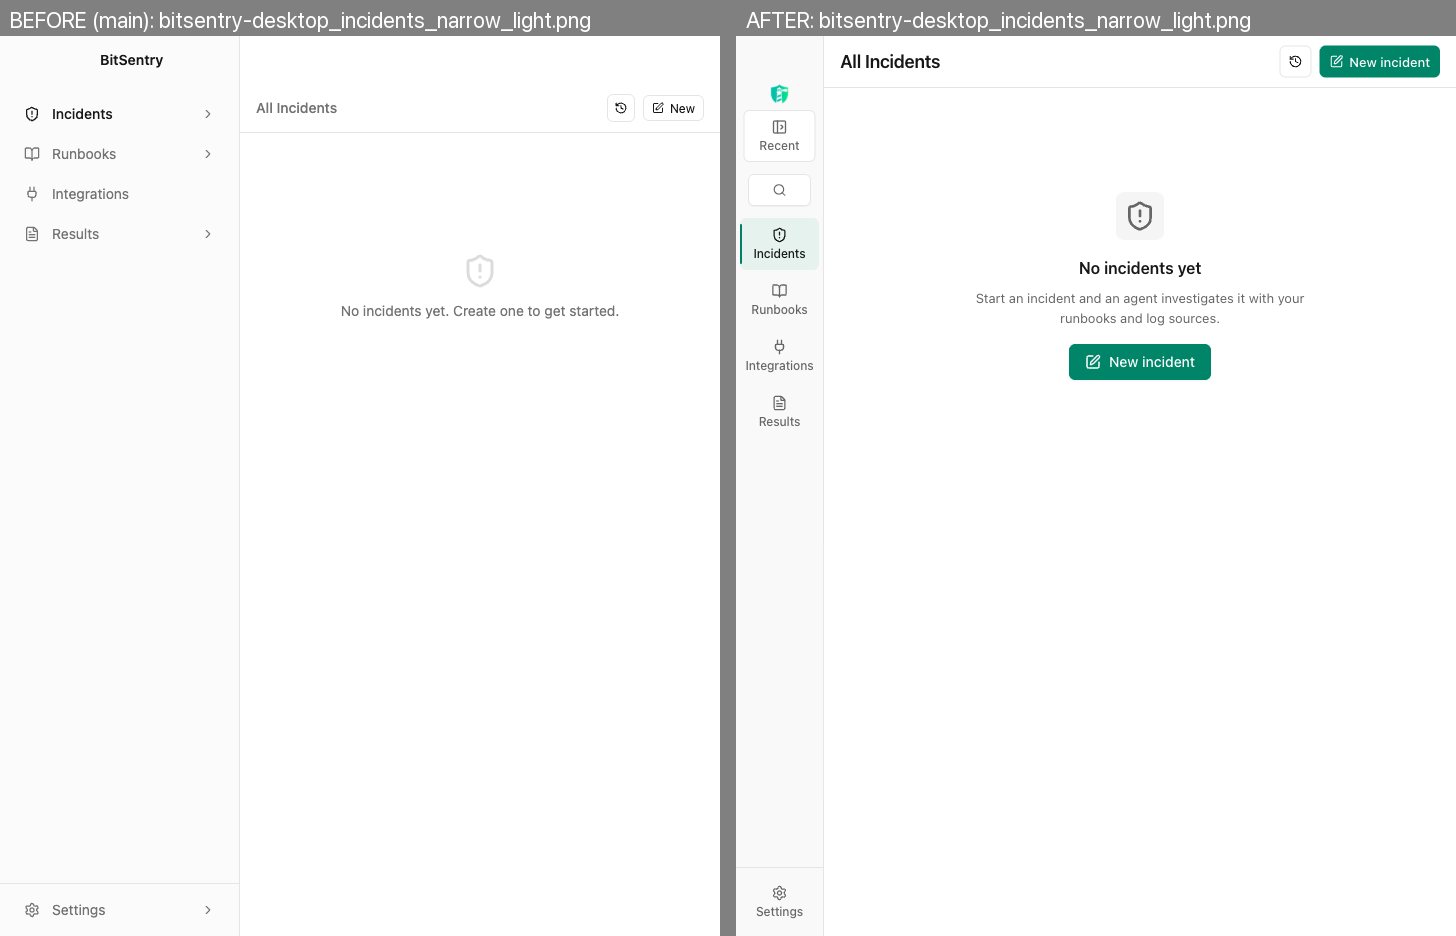 BEFORE (main): bitsentry-desktop_incidents_narrow_light.png
BitSentry
Incidents
Runbooks
Integrations
Results
Settings
All Incidents
New
No incidents yet. Create one to get started.
AFTER: bitsentry-desktop_incidents_narrow_light.png
Recent
Incidents
Runbooks
Integrations
Results
Settings
All Incidents
New incident
No incidents yet
Start an incident and an agent investigates it with your
runbooks and log sources.
New incident